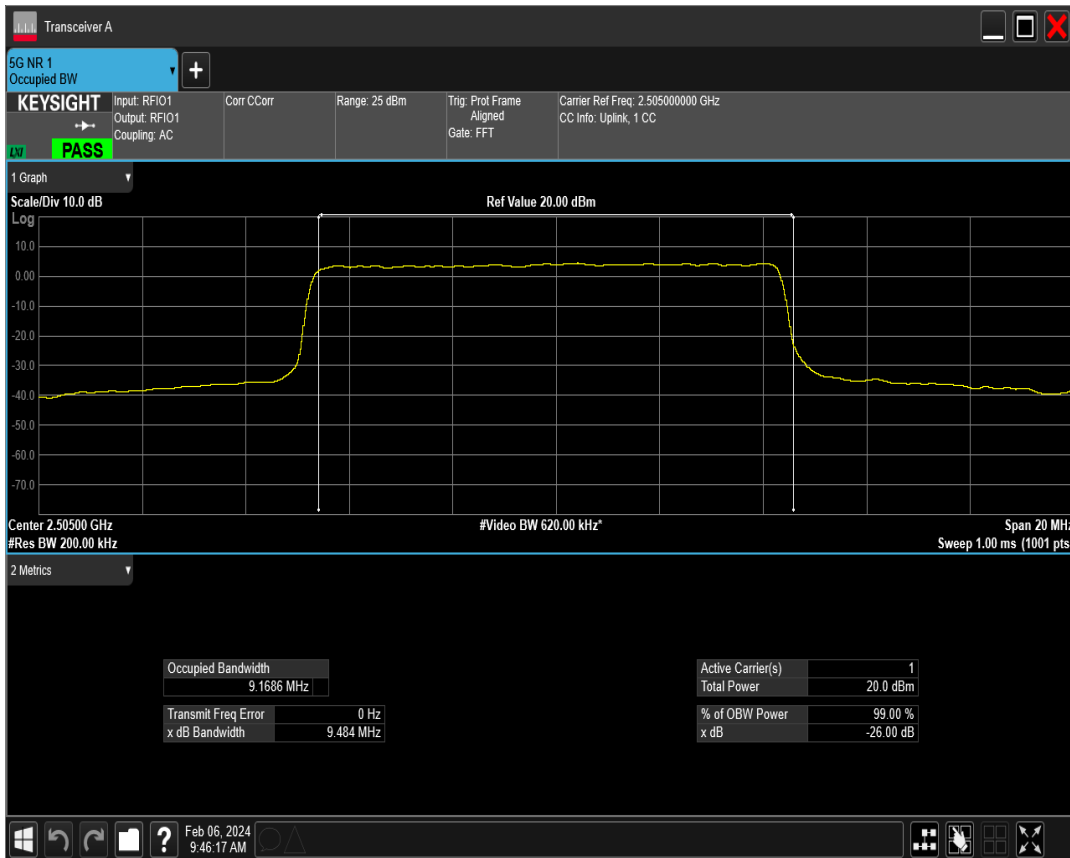 Transceiver A
5G NR 1
Occupied BW
KEYSIGHT
LXI
PASS
Input: RFIO1
Output: RFIO1
Coupling: AC
Corr CCorr
Range: 25 dBm
Trig: Prot Frame
Aligned
Gate: FFT
Carrier Ref Freq: 2.505000000 GHz
CC Info: Uplink, 1 CC
1 Graph
Scale/Div 10.0 dB
Ref Value 20.00 dBm
Log
10.0
0.00
-10.0
-20.0
-30.0
-40.0
-50.0
-60.0
-70.0
Center 2.50500 GHz
#Video BW 620.00 kHz*
Span 20 MHz
#Res BW 200.00 kHz
Sweep 1.00 ms (1001 pts
2 Metrics
Occupied Bandwidth
9.1686 MHz
Transmit Freq Error 0 Hz
x dB Bandwidth 9.484 MHz
Active Carrier(s) 1
Total Power 20.0 dBm
% of OBW Power 99.00 %
x dB -26.00 dB
?
Feb 06, 2024
9:46:17 AM